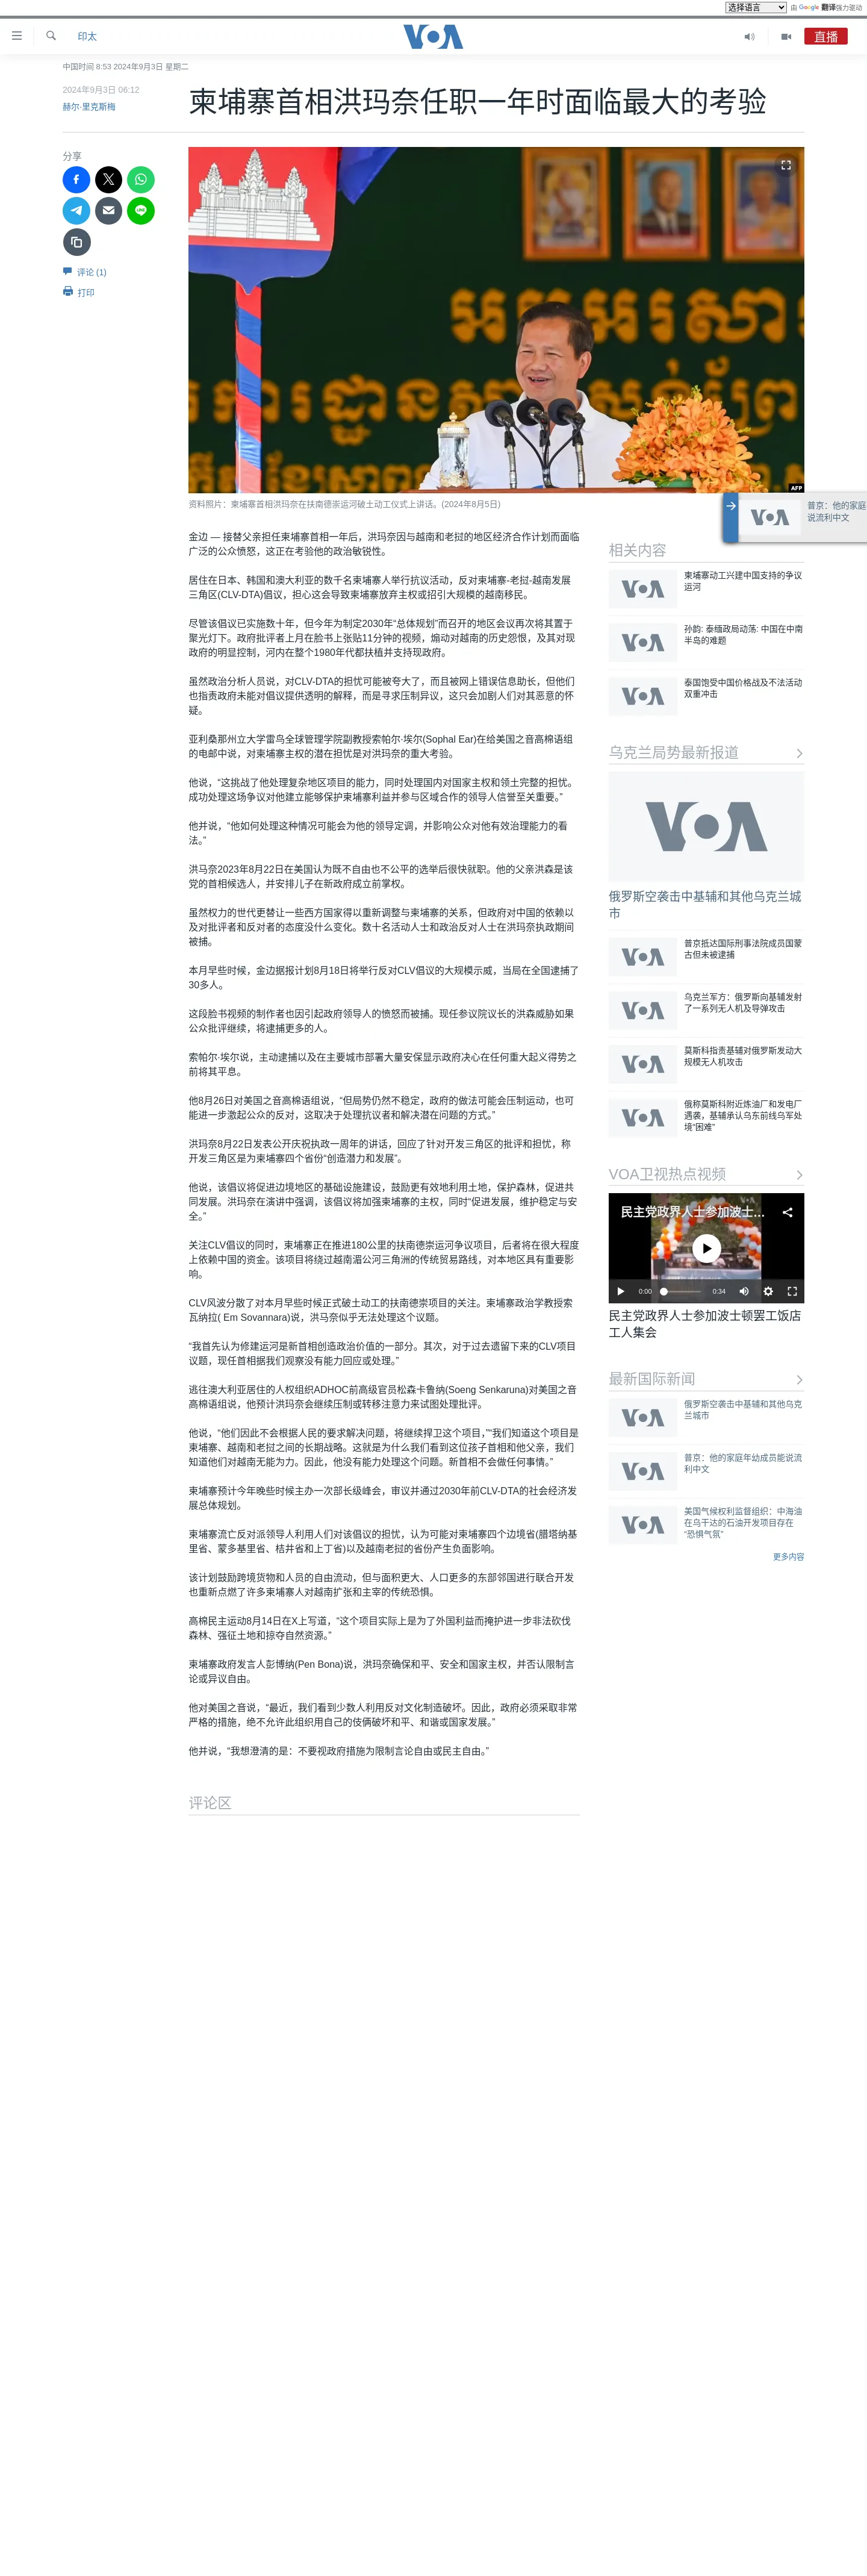 选择语言
由 Google 翻译强力驱动
印太
VOA
直播
中国时间 8:53 2024年9月3日 星期二
2024年9月3日 06:12
赫尔·里克斯梅
柬埔寨首相洪玛奈任职一年时面临最大的考验
分享
评论 (1)
打印
AFP
资料照片：柬埔寨首相洪玛奈在扶南德崇运河破土动工仪式上讲话。(2024年8月5日)
普京：他的家庭
说流利中文
金边 — 接替父亲担任柬埔寨首相一年后，洪玛奈因与越南和老挝的地区经济合作计划而面临
广泛的公众愤怒，这正在考验他的政治敏锐性。
居住在日本、韩国和澳大利亚的数千名柬埔寨人举行抗议活动，反对柬埔寨-老挝-越南发展
三角区(CLV-DTA)倡议，担心这会导致柬埔寨放弃主权或招引大规模的越南移民。
尽管该倡议已实施数十年，但今年为制定2030年“总体规划”而召开的地区会议再次将其置于
聚光灯下。政府批评者上月在脸书上张贴11分钟的视频，煽动对越南的历史怨恨，及其对现
政府的明显控制，河内在整个1980年代都扶植并支持现政府。
虽然政治分析人员说，对CLV-DTA的担忧可能被夸大了，而且被网上错误信息助长，但他们
也指责政府未能对倡议提供透明的解释，而是寻求压制异议，这只会加剧人们对其恶意的怀
疑。
亚利桑那州立大学雷鸟全球管理学院副教授索帕尔·埃尔(Sophal Ear)在给美国之音高棉语组
的电邮中说，对柬埔寨主权的潜在担忧是对洪玛奈的重大考验。
他说，“这挑战了他处理复杂地区项目的能力，同时处理国内对国家主权和领土完整的担忧。
成功处理这场争议对他建立能够保护柬埔寨利益并参与区域合作的领导人信誉至关重要。”
他并说，“他如何处理这种情况可能会为他的领导定调，并影响公众对他有效治理能力的看
法。”
洪马奈2023年8月22日在美国认为既不自由也不公平的选举后很快就职。他的父亲洪森是该
党的首相候选人，并安排儿子在新政府成立前掌权。
虽然权力的世代更替让一些西方国家得以重新调整与柬埔寨的关系，但政府对中国的依赖以
及对批评者和反对者的态度没什么变化。数十名活动人士和政治反对人士在洪玛奈执政期间
被捕。
本月早些时候，金边据报计划8月18日将举行反对CLV倡议的大规模示威，当局在全国逮捕了
30多人。
这段脸书视频的制作者也因引起政府领导人的愤怒而被捕。现任参议院议长的洪森威胁如果
公众批评继续，将逮捕更多的人。
索帕尔·埃尔说，主动逮捕以及在主要城市部署大量安保显示政府决心在任何重大起义得势之
前将其平息。
他8月26日对美国之音高棉语组说，“但局势仍然不稳定，政府的做法可能会压制运动，也可
能进一步激起公众的反对，这取决于处理抗议者和解决潜在问题的方式。”
洪玛奈8月22日发表公开庆祝执政一周年的讲话，回应了针对开发三角区的批评和担忧，称
开发三角区是为柬埔寨四个省份“创造潜力和发展”。
他说，该倡议将促进边境地区的基础设施建设，鼓励更有效地利用土地，保护森林，促进共
同发展。洪玛奈在演讲中强调，该倡议将加强柬埔寨的主权，同时“促进发展，维护稳定与安
全。”
关注CLV倡议的同时，柬埔寨正在推进180公里的扶南德崇运河争议项目，后者将在很大程度
上依赖中国的资金。该项目将绕过越南湄公河三角洲的传统贸易路线，对本地区具有重要影
响。
CLV风波分散了对本月早些时候正式破土动工的扶南德崇项目的关注。柬埔寨政治学教授索
瓦纳拉( Em Sovannara)说，洪马奈似乎无法处理这个议题。
“我首先认为修建运河是新首相创造政治价值的一部分。其次，对于过去遗留下来的CLV项目
议题，现任首相据我们观察没有能力回应或处理。”
逃往澳大利亚居住的人权组织ADHOC前高级官员松森卡鲁纳(Soeng Senkaruna)对美国之音
高棉语组说，他预计洪玛奈会继续压制或转移注意力来试图处理批评。
他说，“他们因此不会根据人民的要求解决问题，将继续捍卫这个项目，”“我们知道这个项目是
柬埔寨、越南和老挝之间的长期战略。这就是为什么我们看到这位孩子首相和他父亲，我们
知道他们对越南无能为力。因此，他没有能力处理这个问题。新首相不会做任何事情。”
柬埔寨预计今年晚些时候主办一次部长级峰会，审议并通过2030年前CLV-DTA的社会经济发
展总体规划。
柬埔寨流亡反对派领导人利用人们对该倡议的担忧，认为可能对柬埔寨四个边境省(腊塔纳基
里省、蒙多基里省、桔井省和上丁省)以及越南老挝的省份产生负面影响。
该计划鼓励跨境货物和人员的自由流动，但与面积更大、人口更多的东部邻国进行联合开发
也重新点燃了许多柬埔寨人对越南扩张和主宰的传统恐惧。
高棉民主运动8月14日在X上写道，“这个项目实际上是为了外国利益而掩护进一步非法砍伐
森林、强征土地和掠夺自然资源。”
柬埔寨政府发言人彭博纳(Pen Bona)说，洪玛奈确保和平、安全和国家主权，并否认限制言
论或异议自由。
他对美国之音说，“最近，我们看到少数人利用反对文化制造破坏。因此，政府必须采取非常
严格的措施，绝不允许此组织用自己的伎俩破坏和平、和谐或国家发展。”
他并说，“我想澄清的是：不要视政府措施为限制言论自由或民主自由。”
评论区
相关内容
VOA
柬埔寨动工兴建中国支持的争议
运河
VOA
孙韵: 泰缅政局动荡: 中国在中南
半岛的难题
VOA
泰国饱受中国价格战及不法活动
双重冲击
乌克兰局势最新报道
VOA
俄罗斯空袭击中基辅和其他乌克兰城
市
VOA
普京抵达国际刑事法院成员国蒙
古但未被逮捕
VOA
乌克兰军方：俄罗斯向基辅发射
了一系列无人机及导弹攻击
VOA
莫斯科指责基辅对俄罗斯发动大
规模无人机攻击
VOA
俄称莫斯科附近炼油厂和发电厂
遇袭，基辅承认乌东前线乌军处
境“困难”
VOA卫视热点视频
民主党政界人士参加波士...
0:00
0:34
民主党政界人士参加波士顿罢工饭店
工人集会
最新国际新闻
VOA
俄罗斯空袭击中基辅和其他乌克
兰城市
VOA
普京：他的家庭年幼成员能说流
利中文
VOA
美国气候权利监督组织：中海油
在乌干达的石油开发项目存在
“恐惧气氛”
更多内容